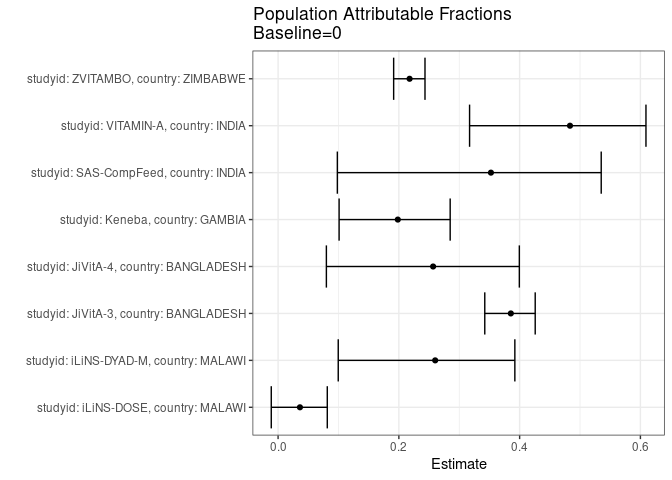 Population Attributable Fractions
Baseline=0
studyid: ZVITAMBO, country: ZIMBABWE
studyid: VITAMIN-A, country: INDIA
studyid: SAS-CompFeed, country: INDIA
studyid: Keneba, country: GAMBIA
studyid: JiVitA-4, country: BANGLADESH
studyid: JiVitA-3, country: BANGLADESH
studyid: iLiNS-DYAD-M, country: MALAWI
studyid: iLiNS-DOSE, country: MALAWI
0.0 0.2 0.4 0.6
Estimate